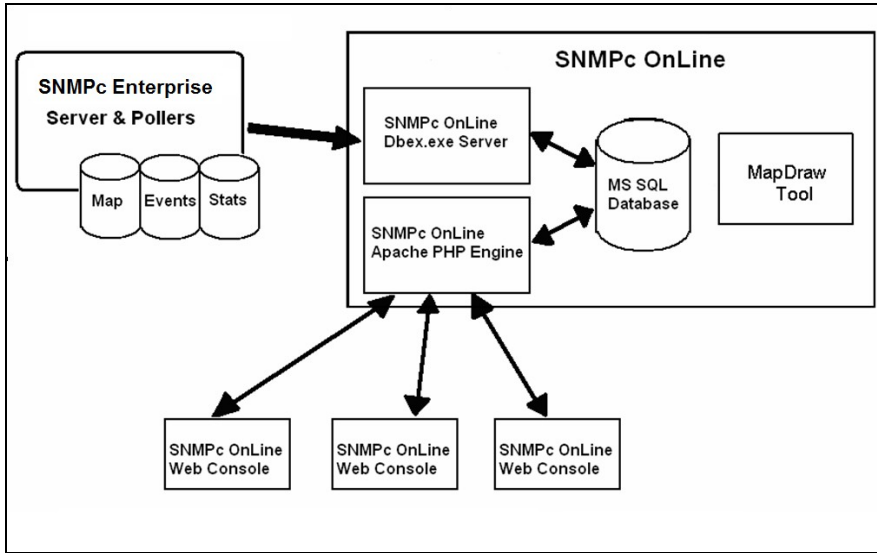 SNMPc Enterprise
Server & Pollers
Map
Events
Stats
SNMPc OnLine
SNMPc OnLine
Dbex.exe Server
SNMPc OnLine
Apache PHP Engine
MS SQL
Database
MapDraw
Tool
SNMPc OnLine
Web Console
SNMPc OnLine
Web Console
SNMPc OnLine
Web Console